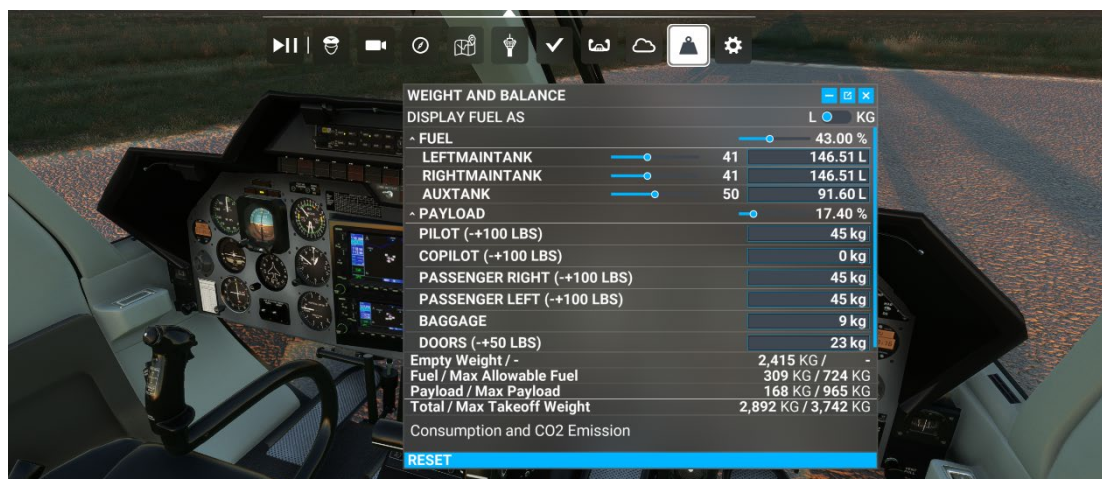 WEIGHT AND BALANCE
DISPLAY FUEL AS L KG
FUEL 43.00 %
LEFTMAINTANK 41 146.51 L
RIGHTMAINTANK 41 146.51 L
AUXTANK 50 91.60 L
PAYLOAD 17.40 %
PILOT (-+100 LBS) 45 kg
COPILOT (-+100 LBS) 0 kg
PASSENGER RIGHT (-+100 LBS) 45 kg
PASSENGER LEFT (-+100 LBS) 45 kg
BAGGAGE 9 kg
DOORS (-+50 LBS) 23 kg
Empty Weight / - 2,415 KG / -
Fuel / Max Allowable Fuel 309 KG / 724 KG
Payload / Max Payload 168 KG / 965 KG
Total / Max Takeoff Weight 2,892 KG / 3,742 KG
Consumption and CO2 Emission
RESET